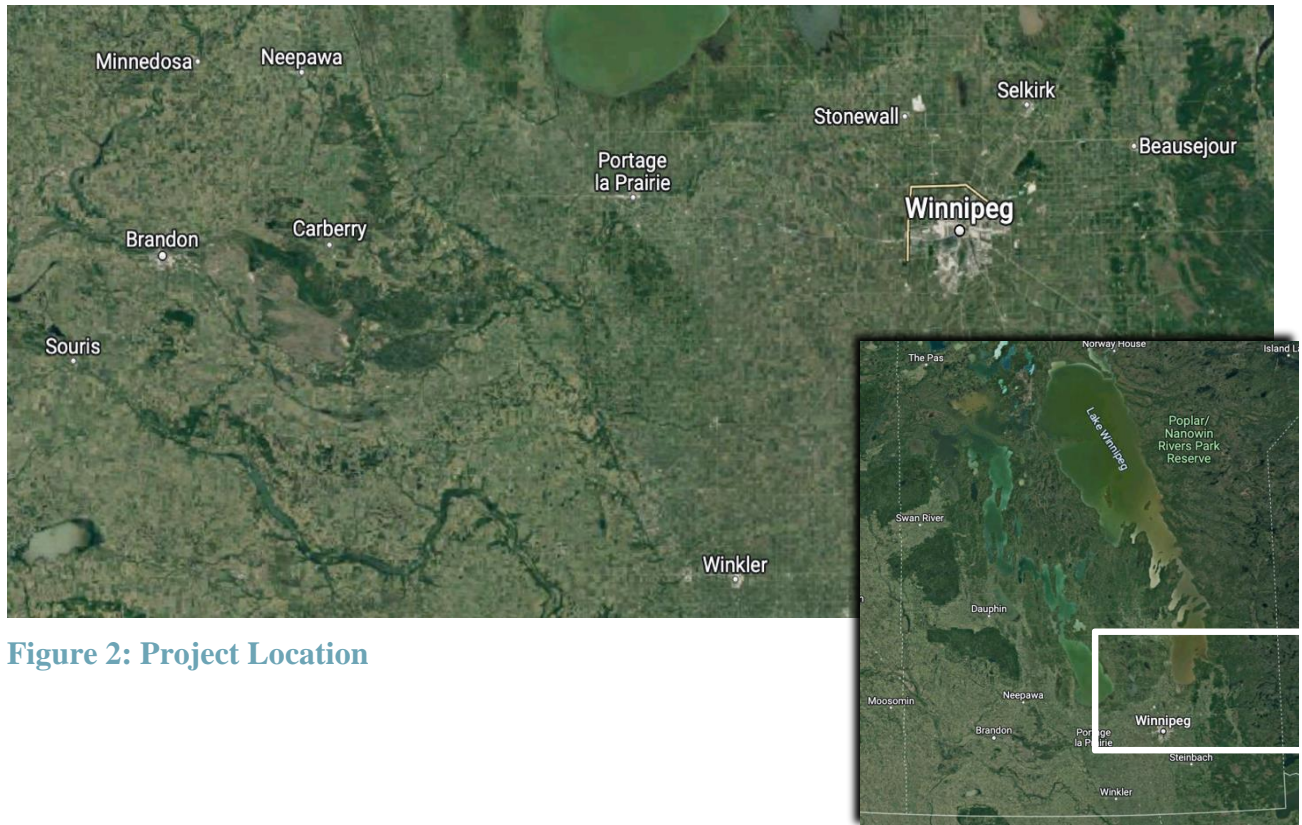 Minnedosa
Neepawa
Selkirk
Stonewall
Beausejour
Portage
la Prairie
Winnipeg
Carberry
Brandon
Souris
Winkler
Norway House
The Pas
Island L
Lake Winnipeg
Poplar/
Nanowin
Rivers Park
Reserve
Swan River
Dauphin
Moosomin
Neepawa
Winnipeg
Brandon
la Prairie
Steinbach
Winkler
Figure 2: Project Location